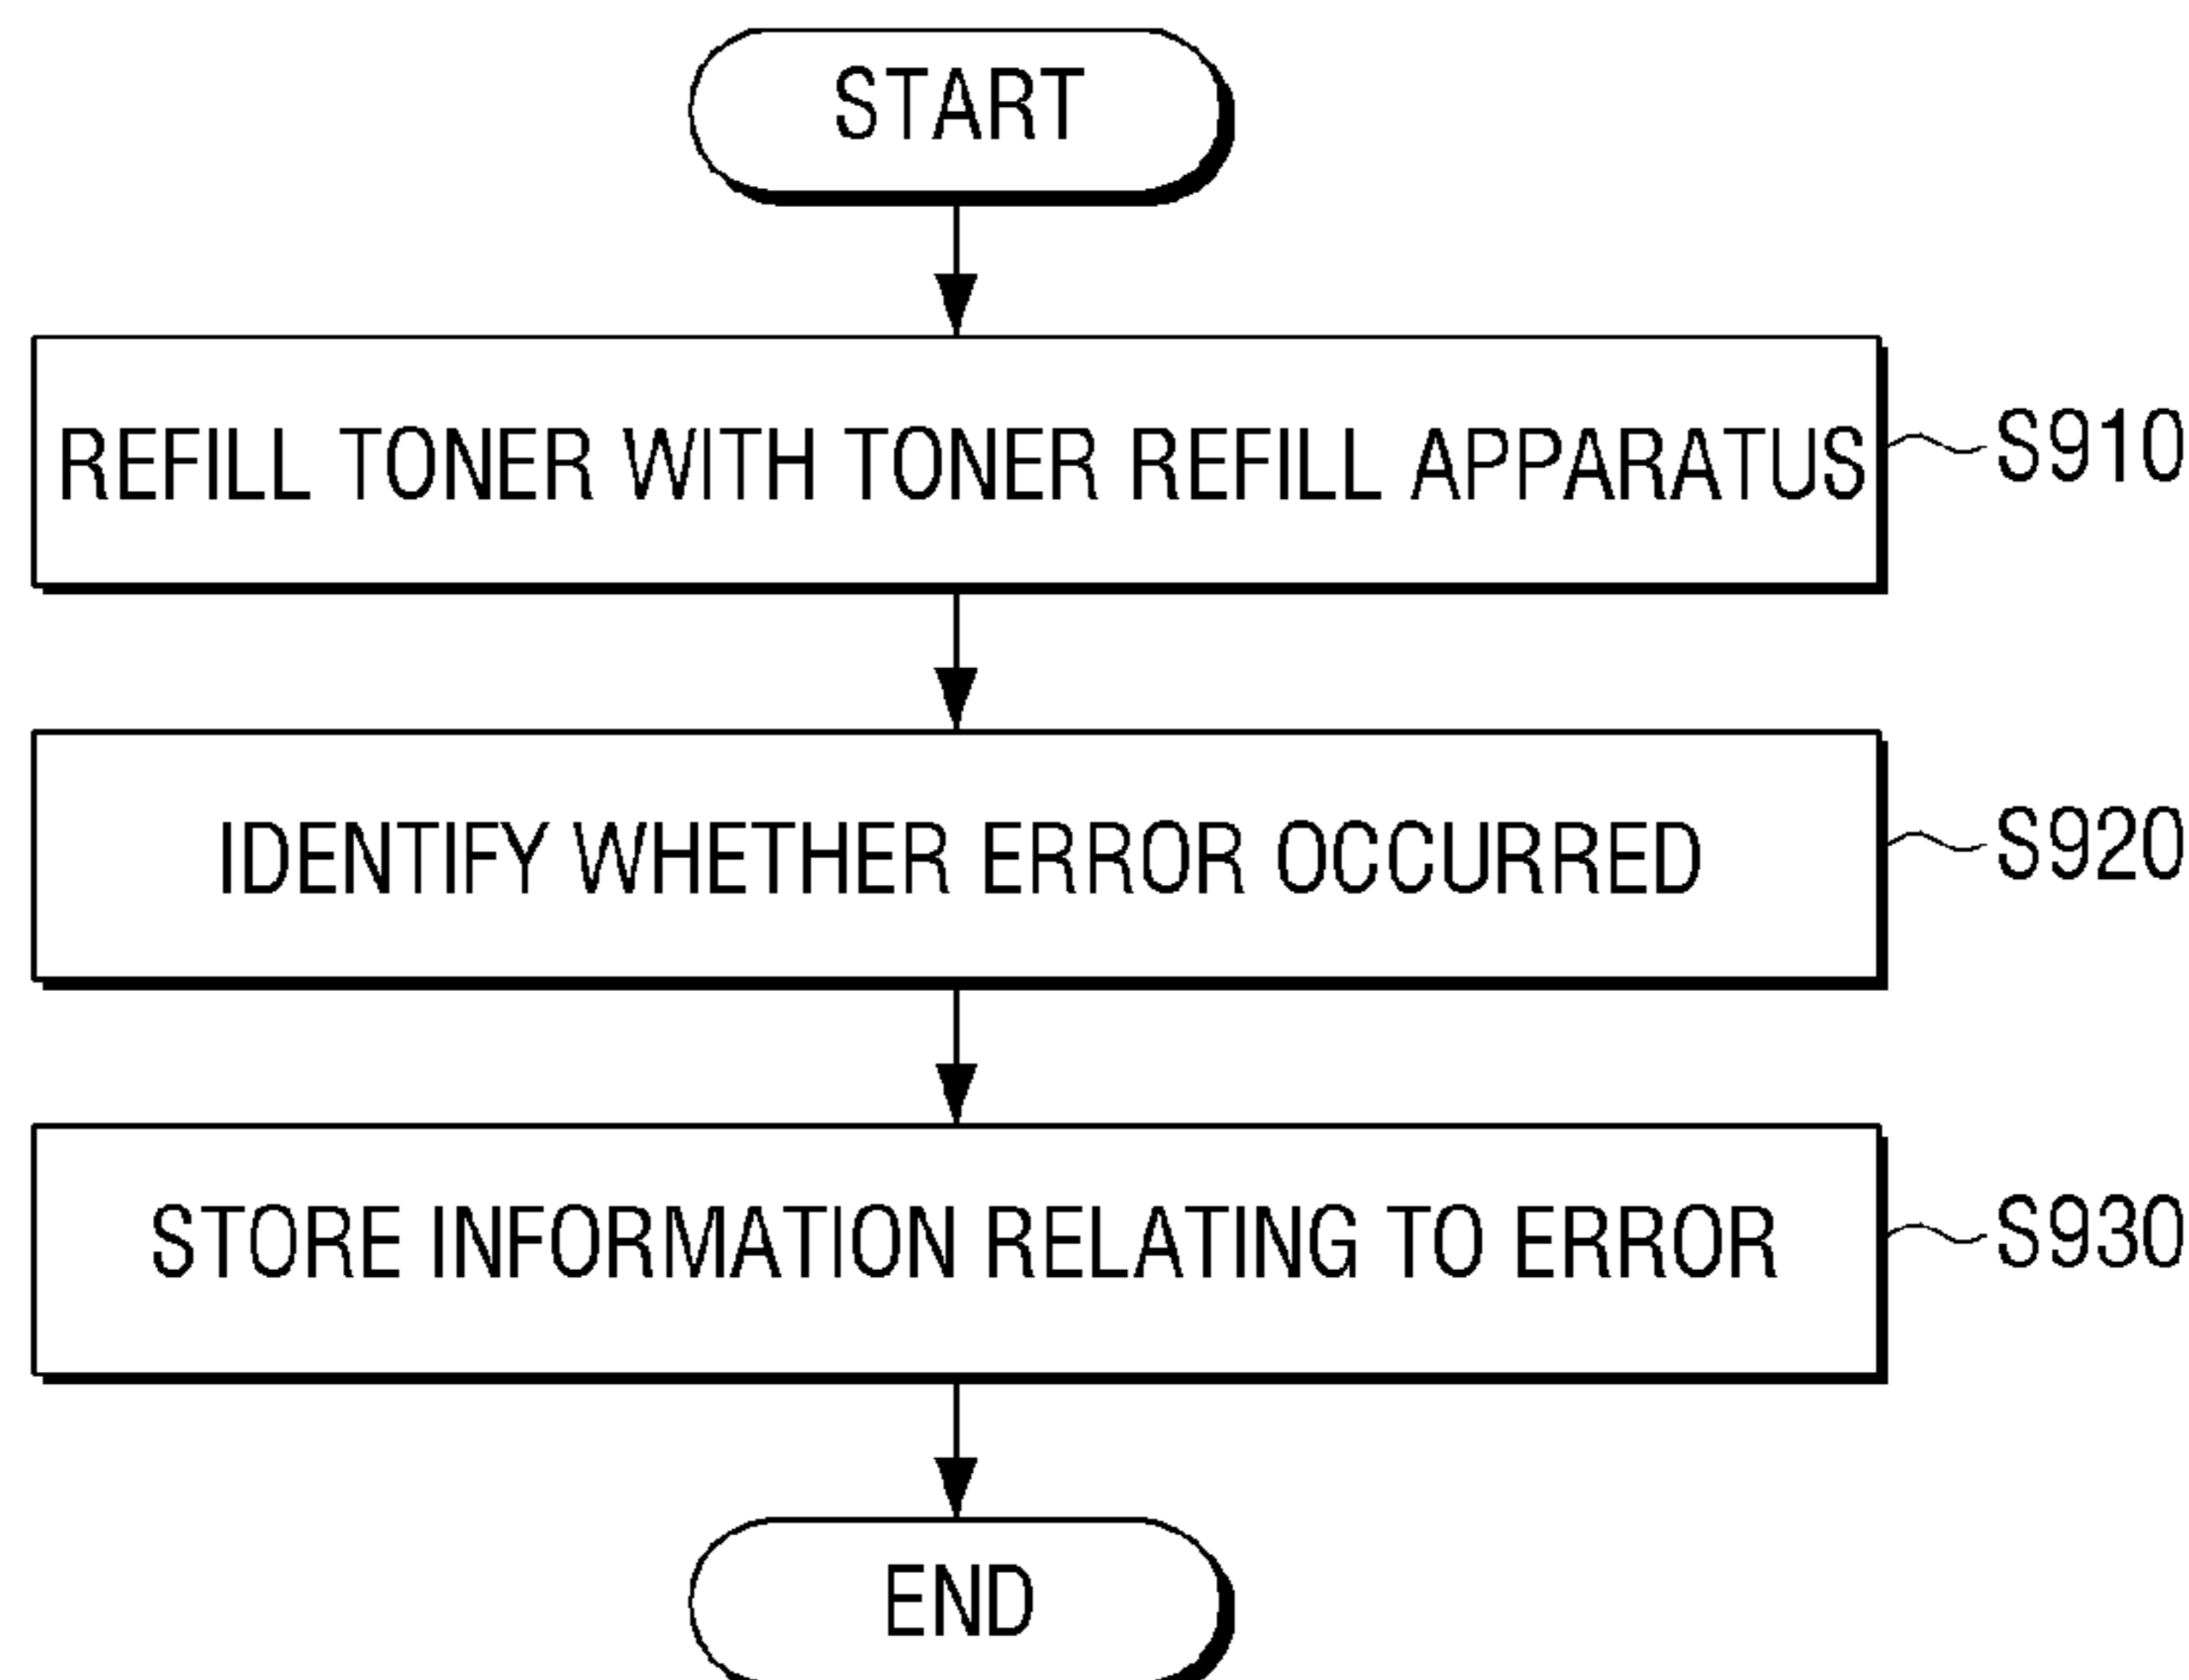 START
REFILL TONER WITH TONER REFILL APPARATUS
S910
IDENTIFY WHETHER ERROR OCCURRED
S920
STORE INFORMATION RELATING TO ERROR
S930
END